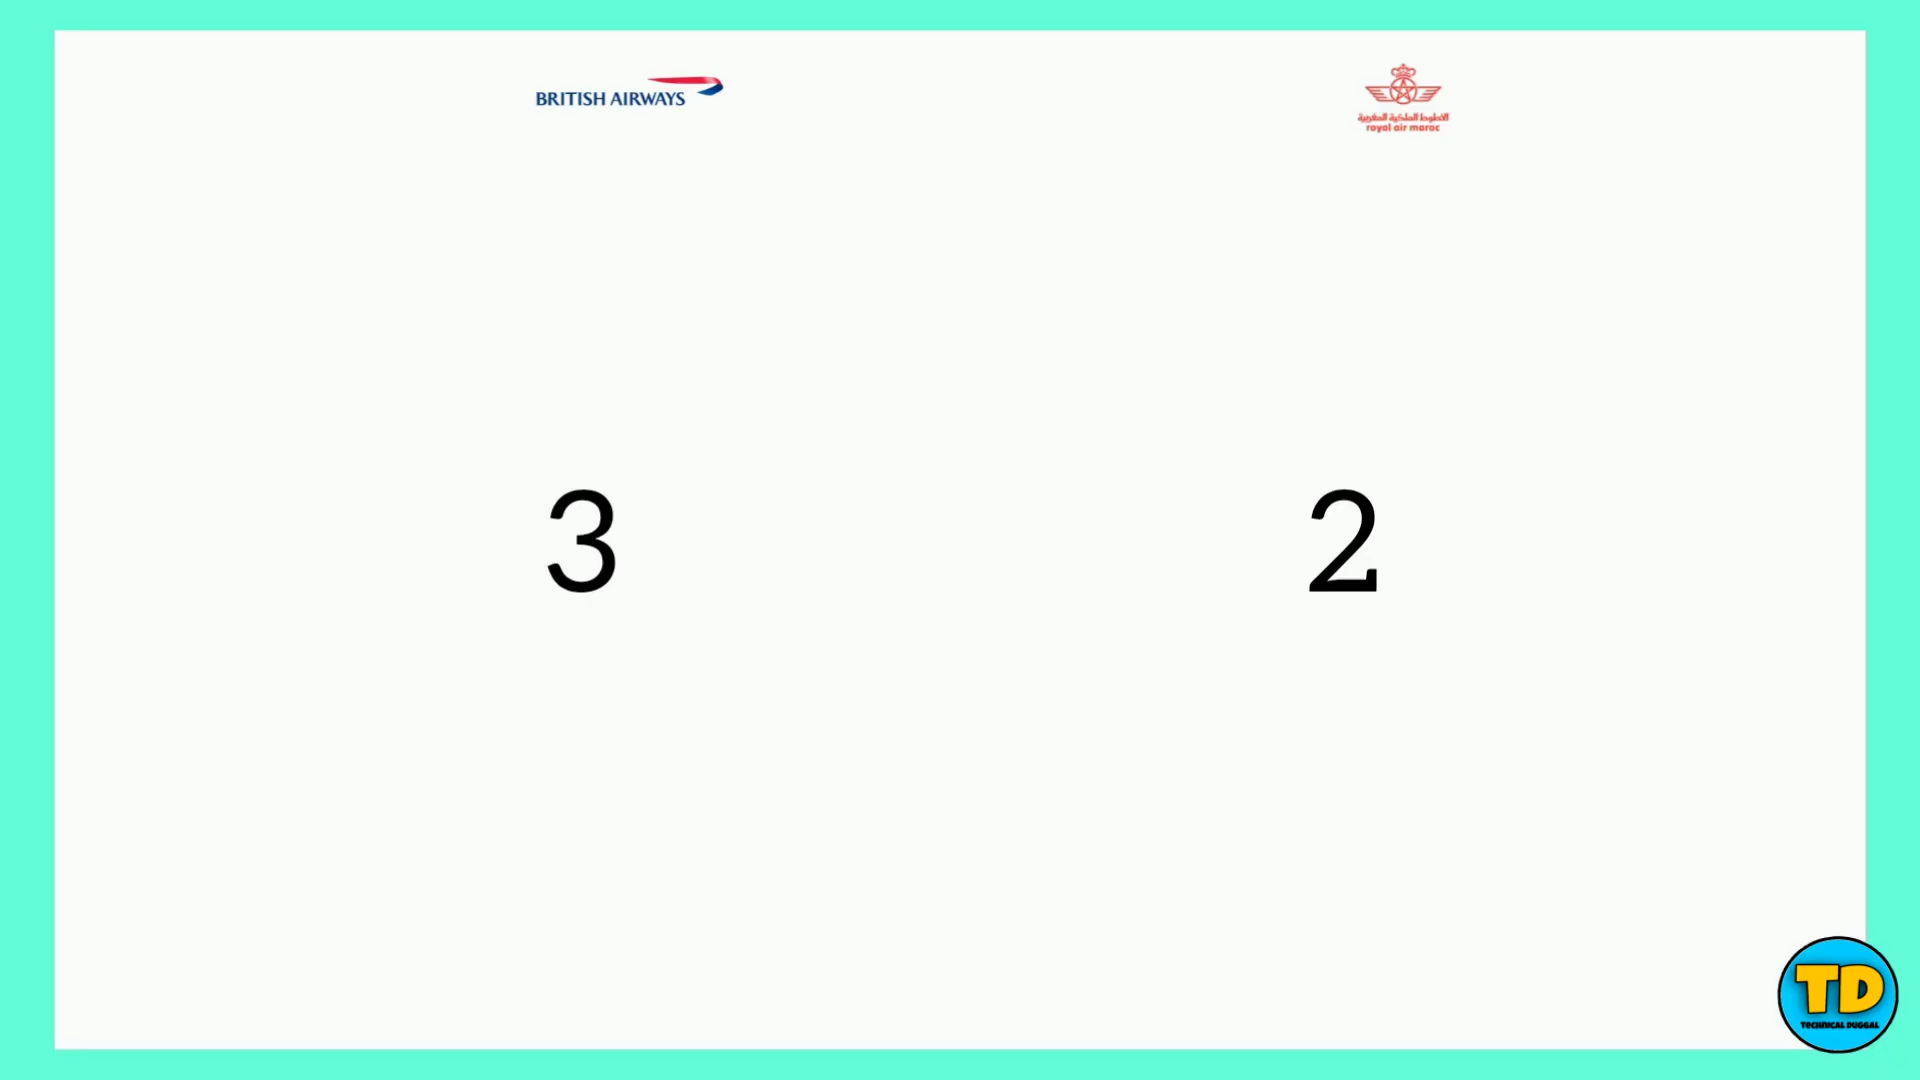 BRITISH AIRWAYS
الخطوط الملكية المغربية
royal air maroc
3
2
TD
TECHNICAL DUGGAL